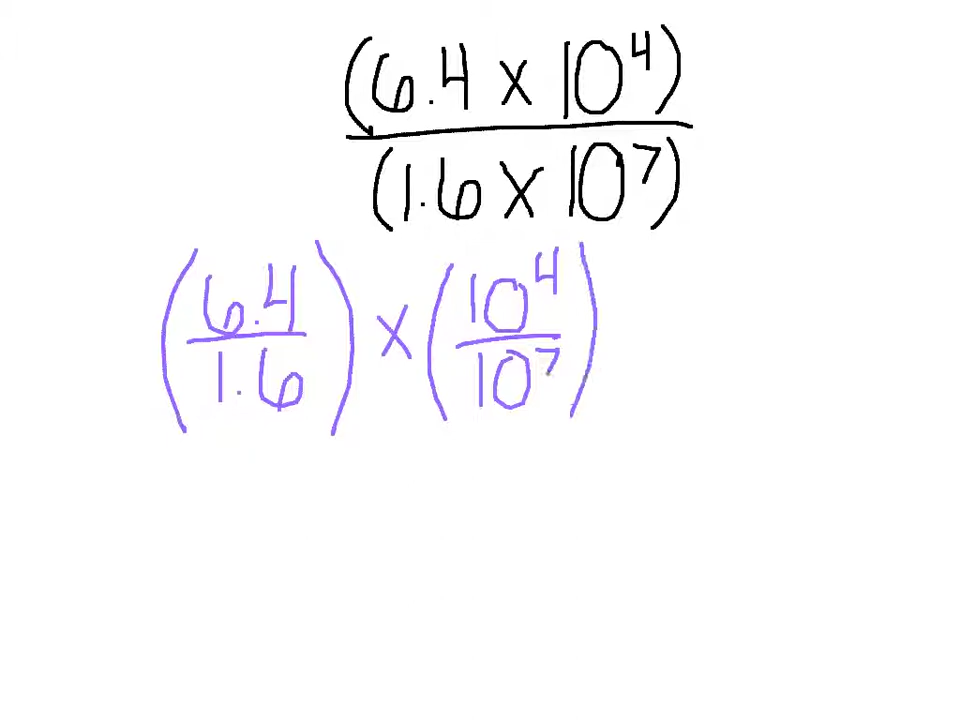 (6.4 x 10⁴)
(1.6 x 10⁷)
(6.4 / 1.6) x (10⁴ / 10⁷)